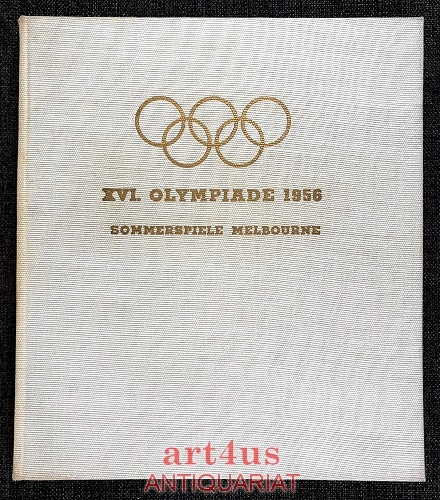 XVI. OLYMPIADE 1956
SOMMERSPIELE MELBOURNE
art4us
ANTIQUARIAT